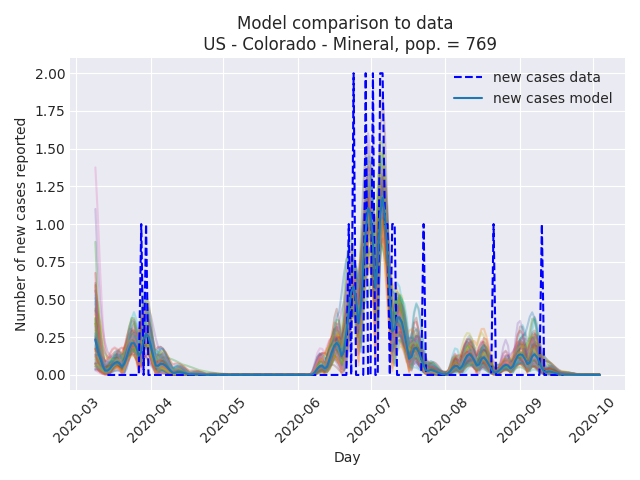 Model comparison to data
US - Colorado - Mineral, pop. = 769
new cases data
new cases model
Number of new cases reported
2.00
1.75
1.50
1.25
1.00
0.75
0.50
0.25
0.00
2020-03
2020-04
2020-05
2020-06
2020-07
2020-08
2020-09
2020-10
Day